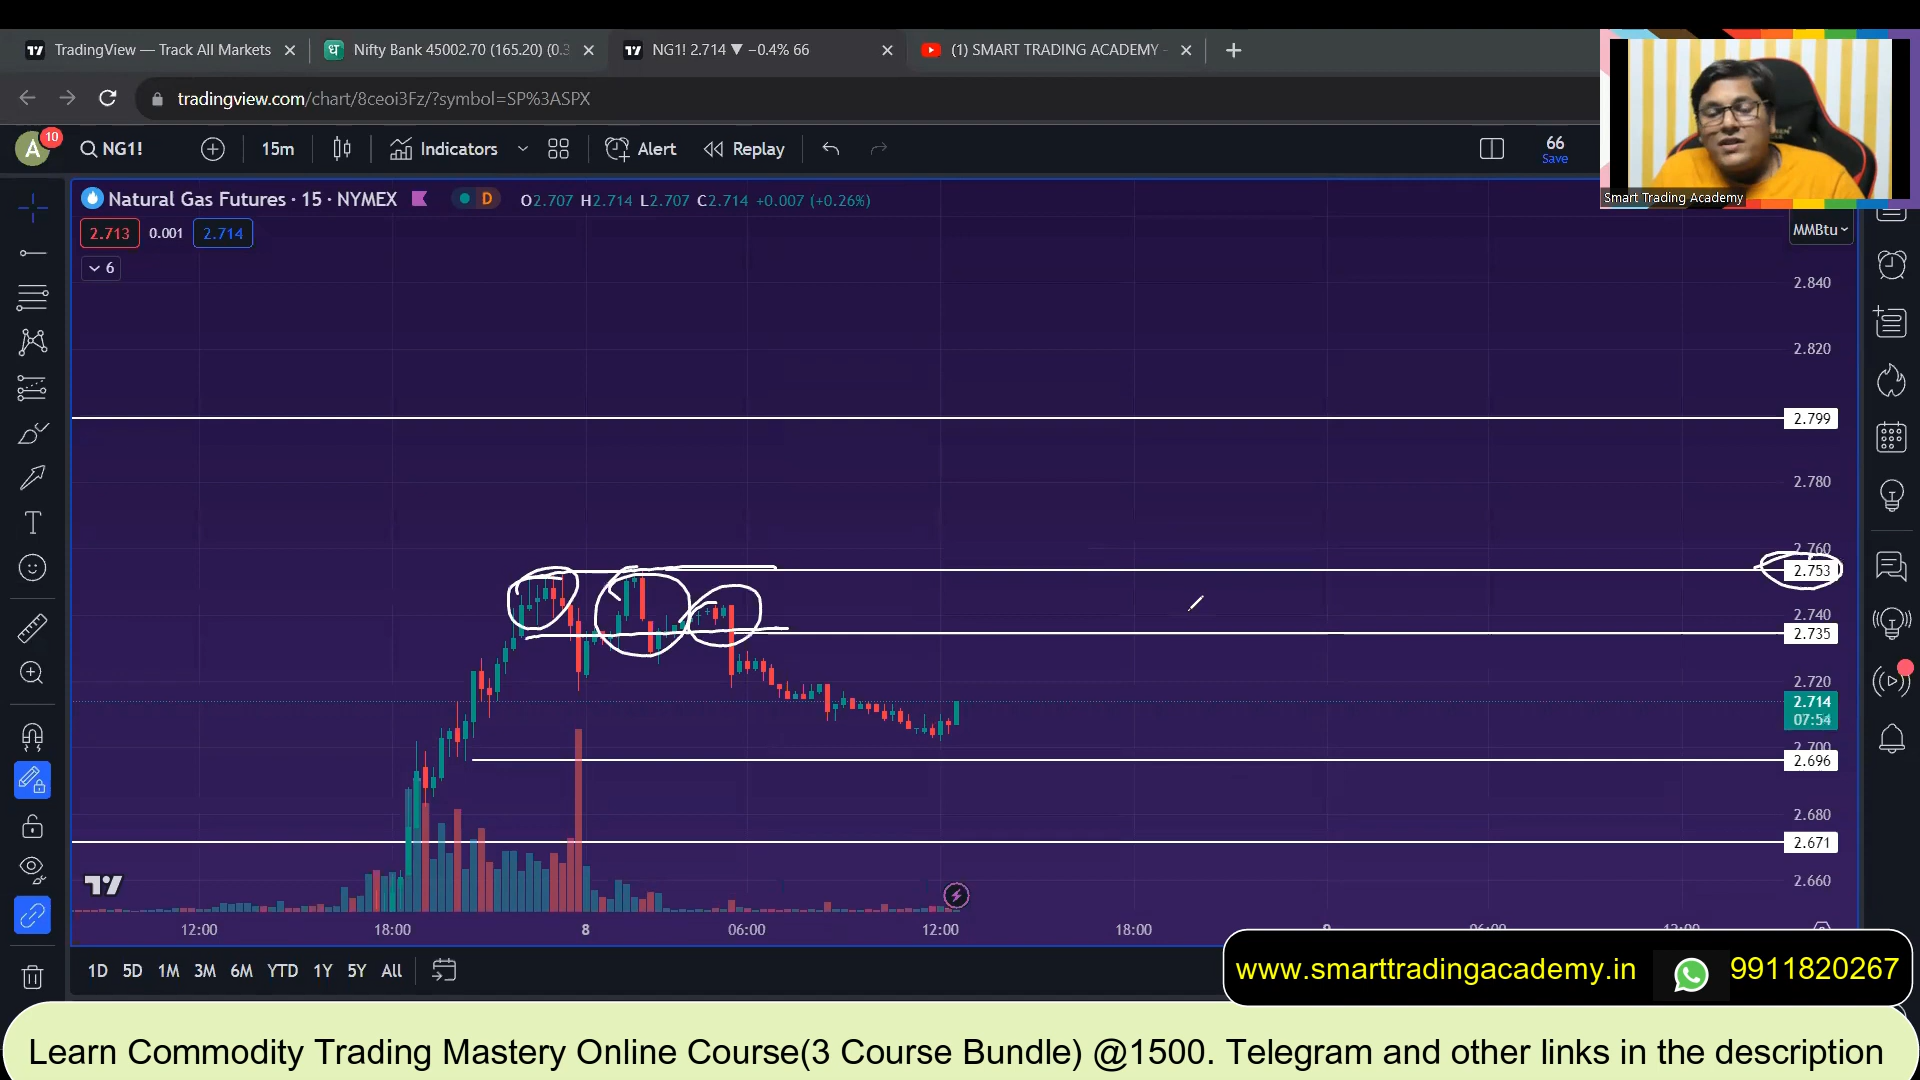 TradingView — Track All Markets
Nifty Bank 45002.70 (165.20) (0.3
NG1! 2.714 ▼ −0.4% 66
(1) SMART TRADING ACADEMY -
tradingview.com/chart/8ceoi3Fz/?symbol=SP%3ASPX
A
10
NG1!
15m
Indicators
Alert
Replay
66
Save
Smart Trading Academy
Natural Gas Futures · 15 · NYMEX
D
O2.707 H2.714 L2.707 C2.714 +0.007 (+0.26%)
2.713
0.001
2.714
6
MMBtu
2.840
2.820
2.799
2.780
2.760
2.753
2.740
2.735
2.720
2.714
07:54
2.700
2.696
2.680
2.671
2.660
12:00
18:00
8
06:00
12:00
18:00
1D
5D
1M
3M
6M
YTD
1Y
5Y
All
www.smarttradingacademy.in
9911820267
Learn Commodity Trading Mastery Online Course(3 Course Bundle) @1500. Telegram and other links in the description